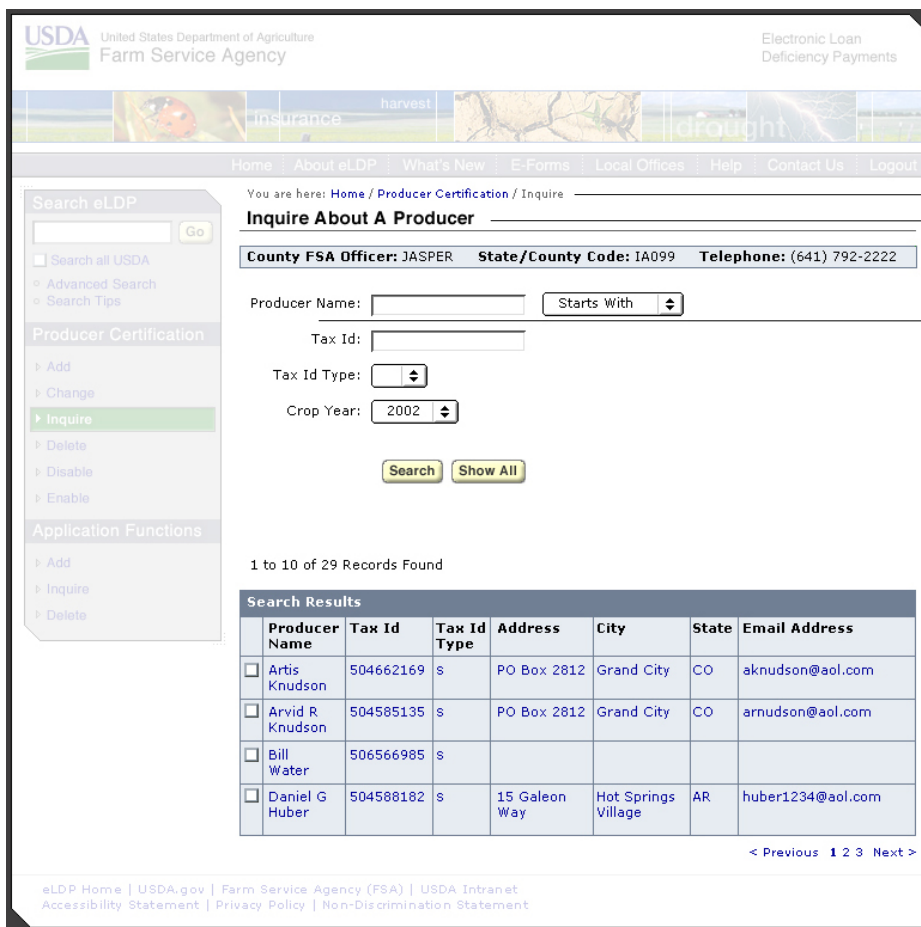 USDA United States Department of Agriculture
Farm Service Agency
Electronic Loan
Deficiency Payments
insurance harvest drought
Home About eLDP What's New E-Forms Local Offices Help Contact Us Logout
Search eLDP
Go
Search all USDA
Advanced Search
Search Tips
Producer Certification
Add
Change
Inquire
Delete
Disable
Enable
Application Functions
Add
Inquire
Delete
You are here: Home / Producer Certification / Inquire
Inquire About A Producer
County FSA Officer: JASPER State/County Code: IA099 Telephone: (641) 792-2222
Producer Name: Starts With
Tax Id:
Tax Id Type:
Crop Year: 2002
Search Show All
1 to 10 of 29 Records Found
Search Results
Producer Name Tax Id Tax Id Type Address City State Email Address
Artis Knudson 504662169 s PO Box 2812 Grand City CO aknudson@aol.com
Arvid R Knudson 504585135 s PO Box 2812 Grand City CO arnudson@aol.com
Bill Water 506566985 s
Daniel G Huber 504588182 s 15 Galeon Way Hot Springs Village AR huber1234@aol.com
< Previous 1 2 3 Next >
eLDP Home | USDA.gov | Farm Service Agency (FSA) | USDA Intranet
Accessibility Statement | Privacy Policy | Non-Discrimination Statement